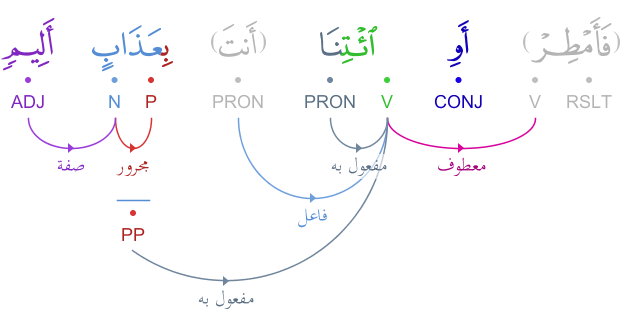 (فَأَمْطِرْ) أَوِ ٱئْتِنَا (أَنتَ) بِعَذَابٍ أَلِيمٍ
RSLT V CONJ V PRON PRON P N ADJ
معطوف مفعول به مجرور صفة
فاعل
PP
مفعول به